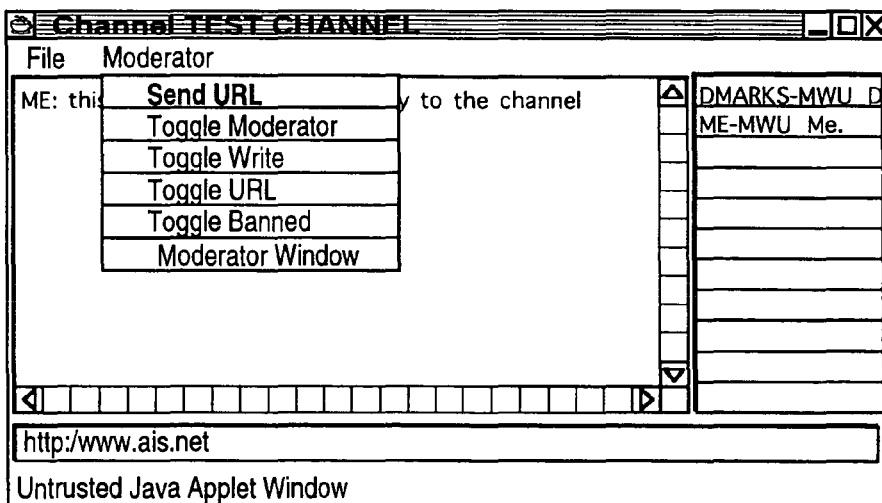 Channel TEST CHANNEL
File Moderator
ME: this
Send URL
y to the channel
Toggle Moderator
Toggle Write
Toggle URL
Toggle Banned
Moderator Window
DMARKS-MWU D
ME-MWU Me.
http:/www.ais.net
Untrusted Java Applet Window